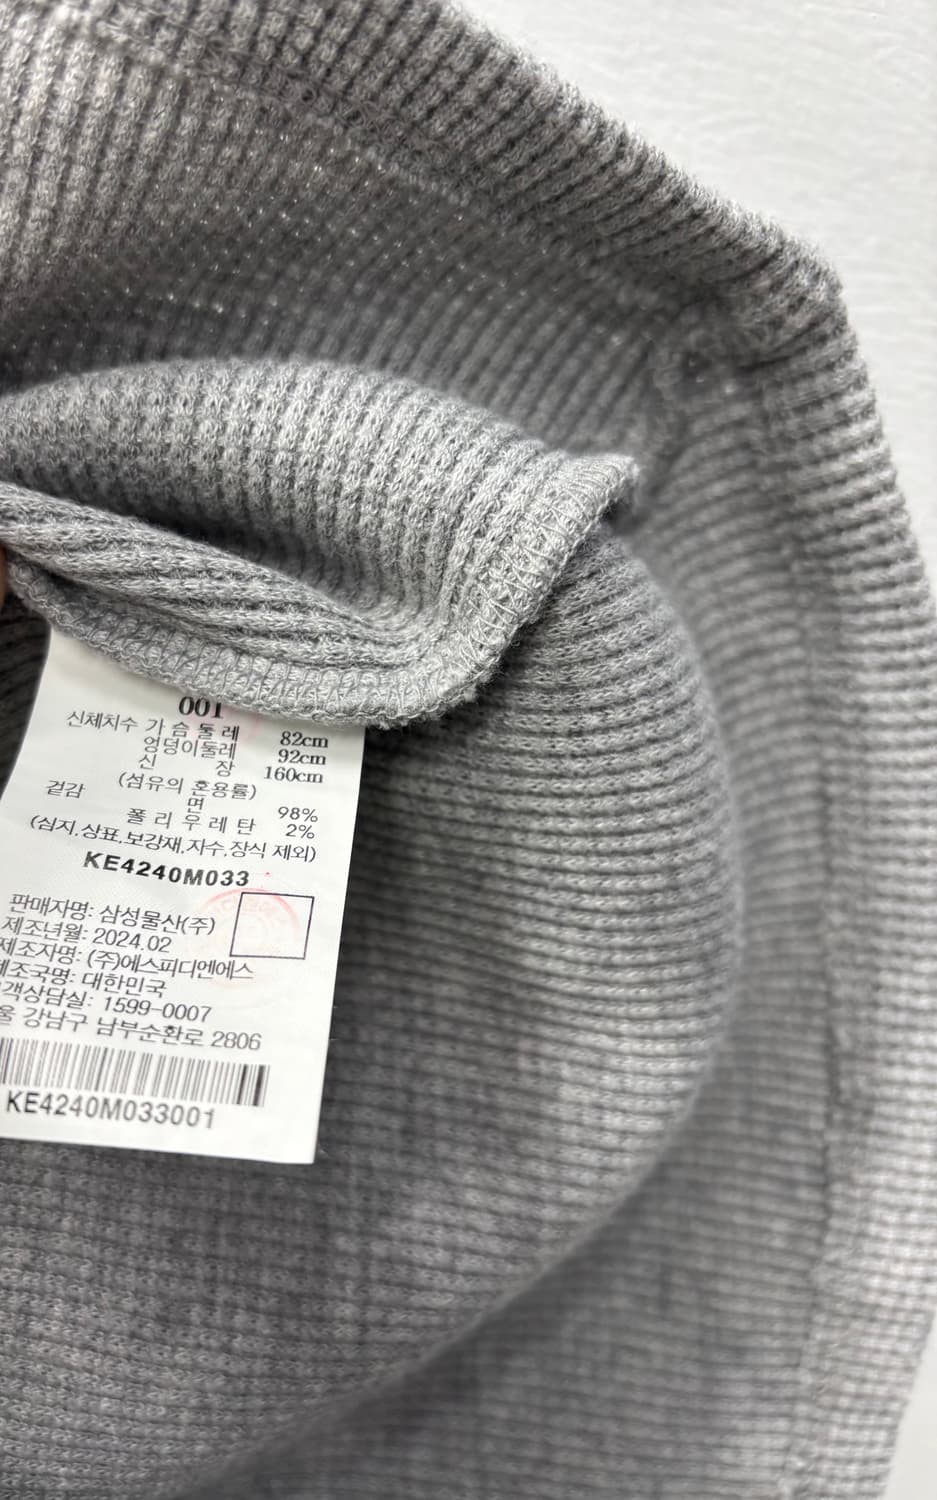 001
신체치수 가 슴 둘 레 82cm
엉덩이둘레 92cm
신 장 160cm
(섬유의 혼용률)
겉감 면 98%
폴 리 우 레 탄 2%
(심지,상표,보강재,자수,장식 제외)
KE4240M033
판매자명: 삼성물산(주)
제조년월: 2024.02
제조자명: (주)에스피디엔에스
제조국명: 대한민국
객상담실: 1599-0007
울 강남구 남부순환로 2806
KE4240M033001